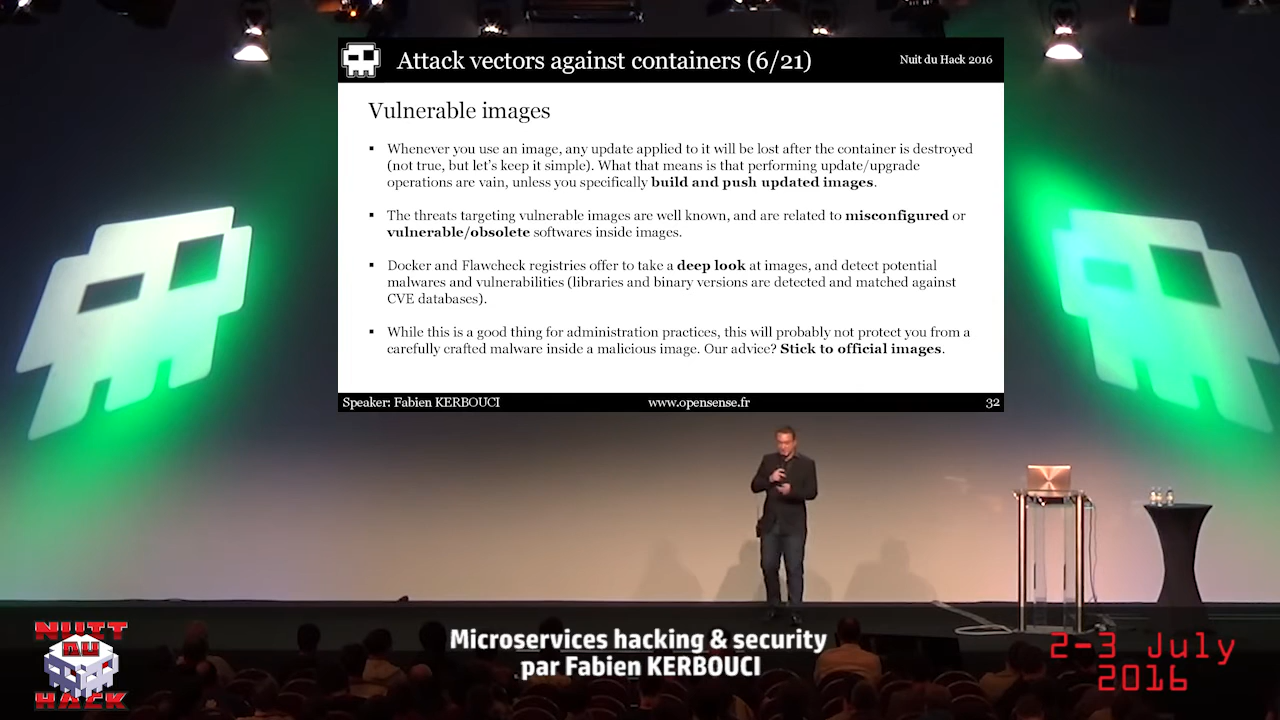 Attack vectors against containers (6/21)
Nuit du Hack 2016
Vulnerable images
▪ Whenever you use an image, any update applied to it will be lost after the container is destroyed
(not true, but let's keep it simple). What that means is that performing update/upgrade
operations are vain, unless you specifically build and push updated images.
▪ The threats targeting vulnerable images are well known, and are related to misconfigured or
vulnerable/obsolete softwares inside images.
▪ Docker and Flawcheck registries offer to take a deep look at images, and detect potential
malwares and vulnerabilities (libraries and binary versions are detected and matched against
CVE databases).
▪ While this is a good thing for administration practices, this will probably not protect you from a
carefully crafted malware inside a malicious image. Our advice? Stick to official images.
Speaker: Fabien KERBOUCI
www.opensense.fr
32
NUIT
DU
HACK
Microservices hacking & security
par Fabien KERBOUCI
2-3 July
2016